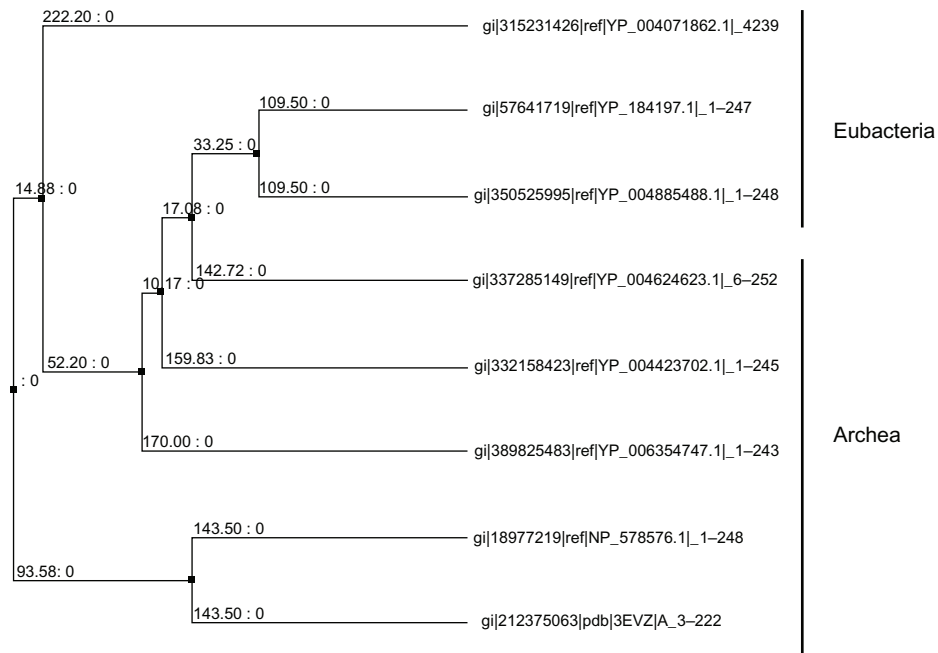 222.20 : 0
gi|315231426|ref|YP_004071862.1|_4239
109.50 : 0
gi|57641719|ref|YP_184197.1|_1–247
Eubacteria
33.25 : 0
14.88 : 0
109.50 : 0
gi|350525995|ref|YP_004885488.1|_1–248
17.08 : 0
142.72 : 0
gi|337285149|ref|YP_004624623.1|_6–252
10.17 : 0
52.20 : 0
159.83 : 0
gi|332158423|ref|YP_004423702.1|_1–245
: 0
170.00 : 0
gi|389825483|ref|YP_006354747.1|_1–243
Archea
143.50 : 0
gi|18977219|ref|NP_578576.1|_1–248
93.58: 0
143.50 : 0
gi|212375063|pdb|3EVZ|A_3–222